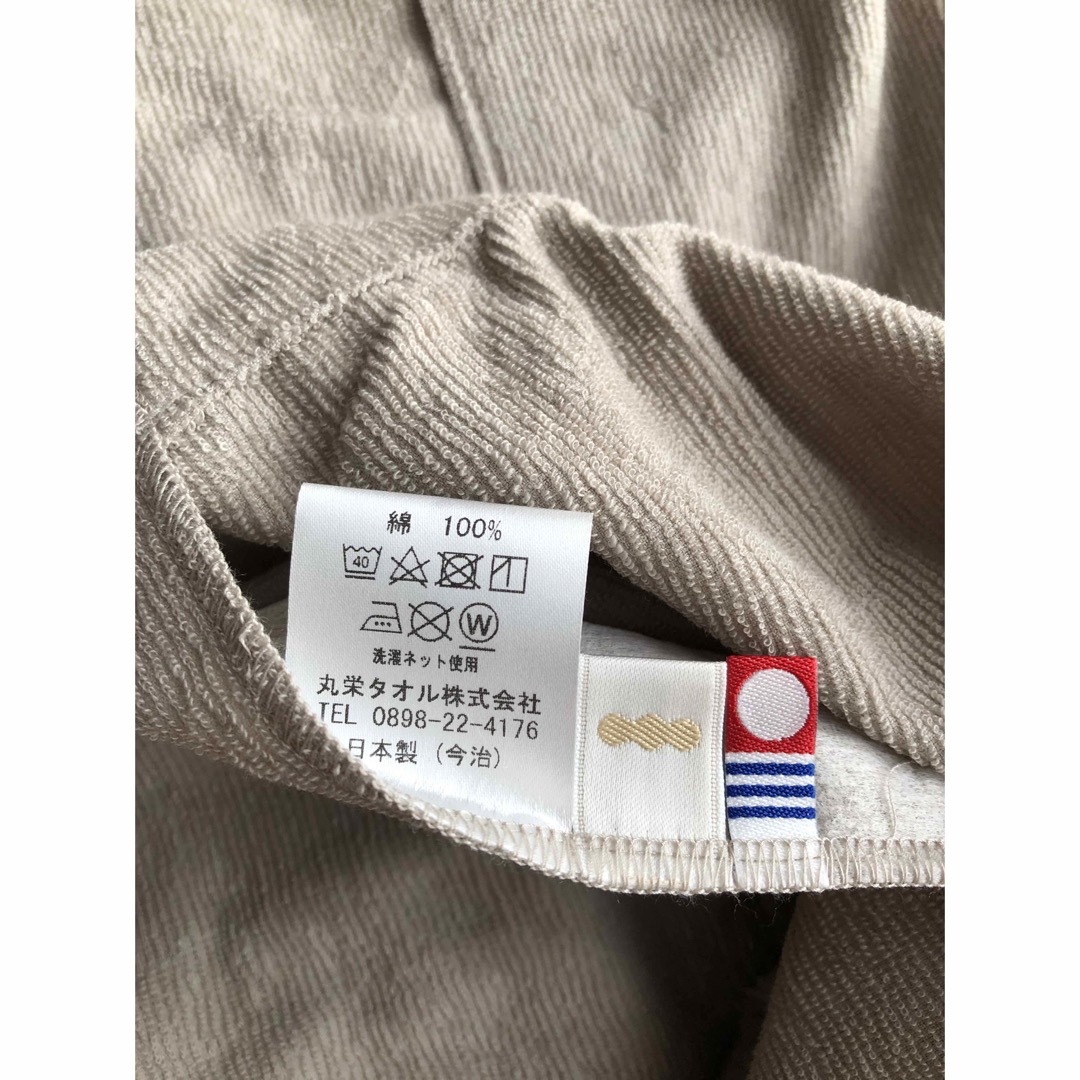 綿 100%
40
W
洗濯ネット使用
丸栄タオル株式会社
TEL 0898-22-4176
日本製（今治）